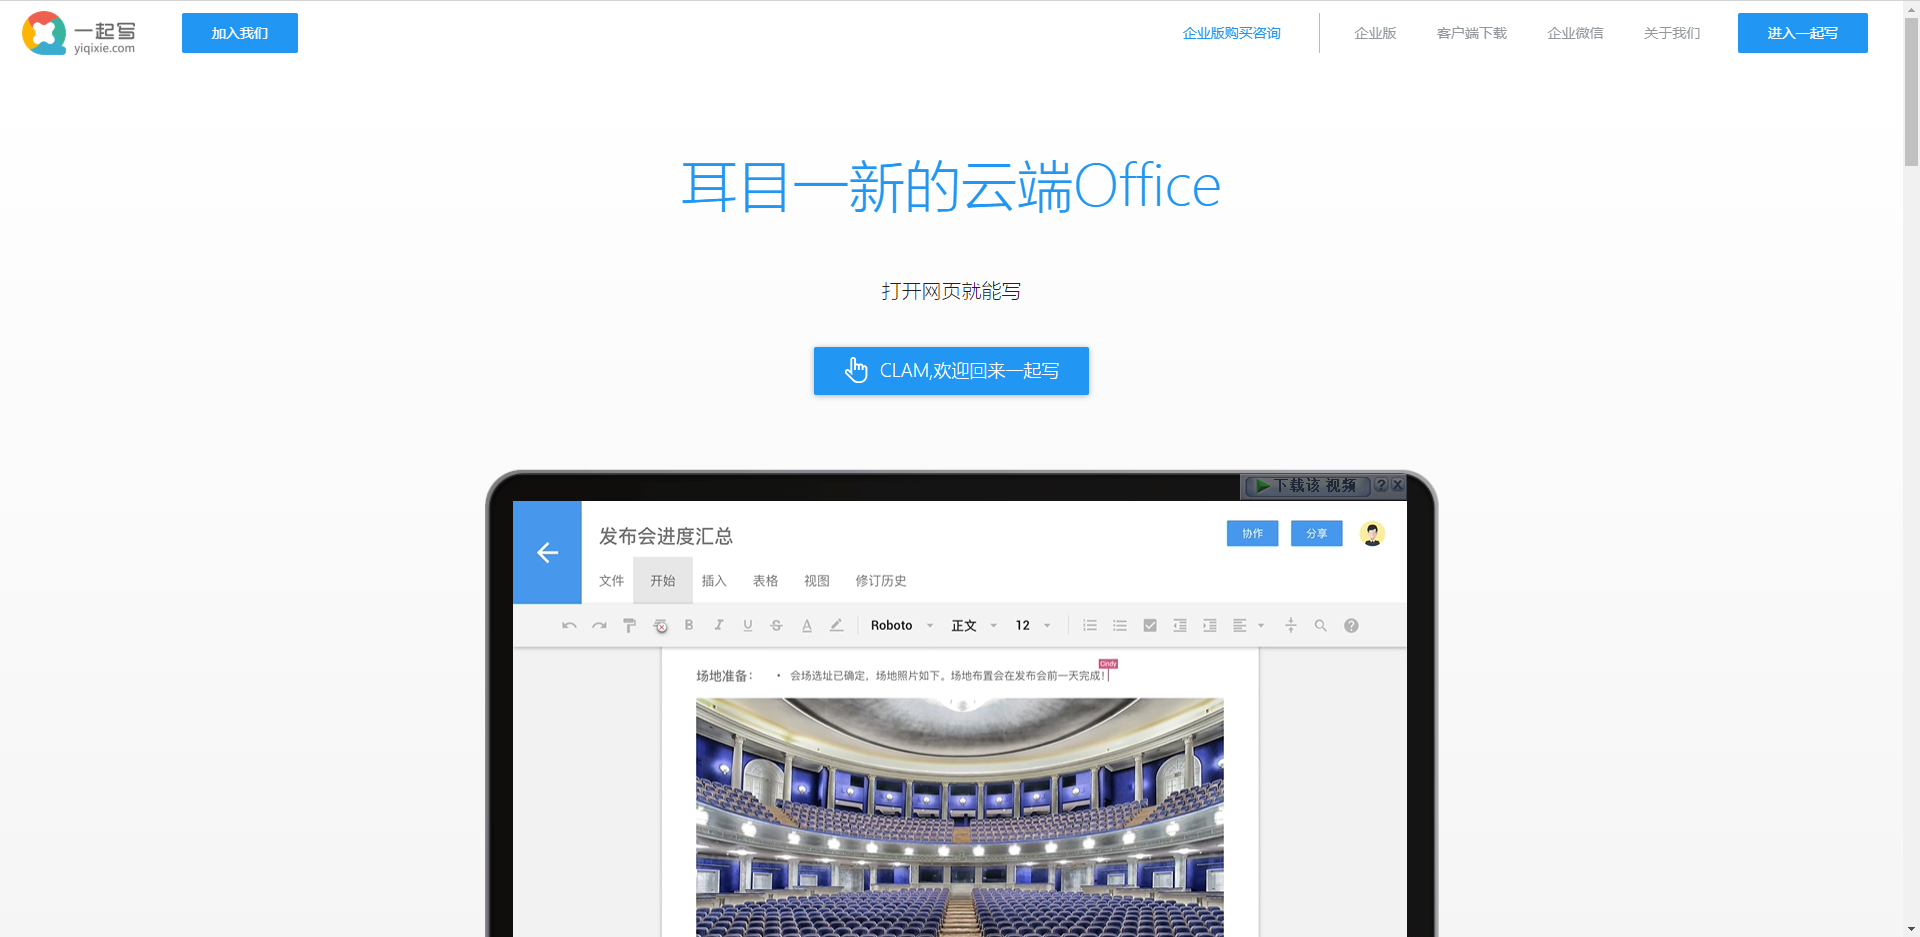 一起写
yiqixie.com
加入我们
企业版购买咨询
企业版
客户端下载
企业微信
关于我们
进入一起写
耳目一新的云端Office
打开网页就能写
CLAM,欢迎回来一起写
下载该 视频 ? X
发布会进度汇总
协作
分享
文件 开始 插入 表格 视图 修订历史
B I U S A Roboto 正文 12 ?
Cindy
场地准备： • 会场选址已确定，场地照片如下。场地布置会在发布会前一天完成！